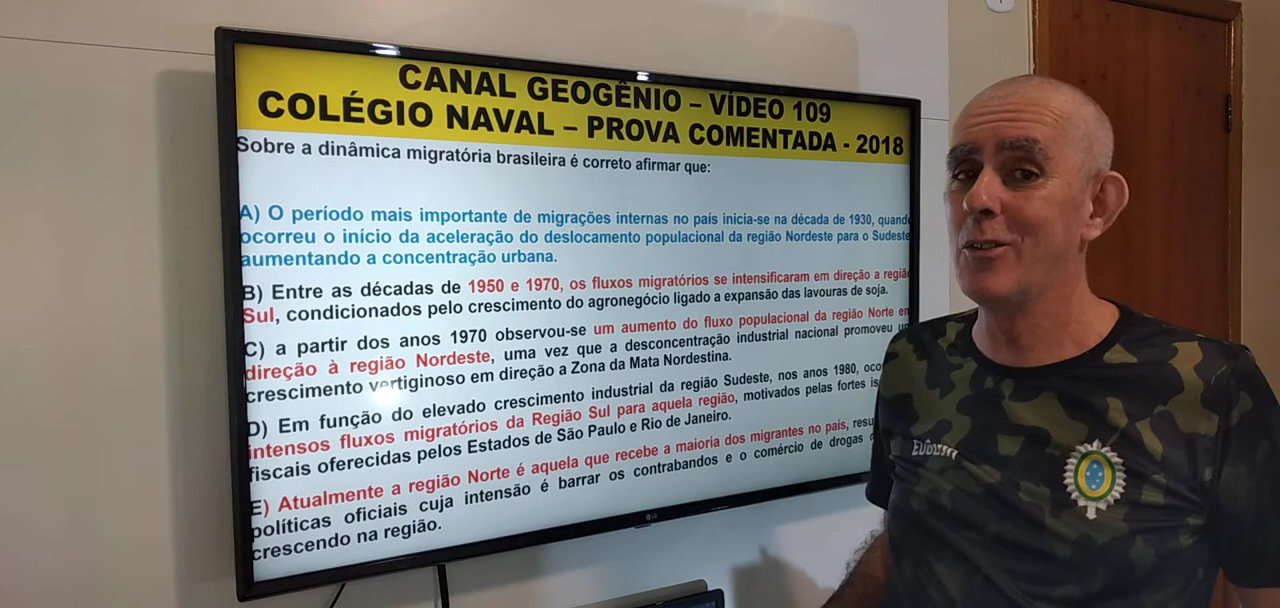 CANAL GEOGÊNIO – VÍDEO 109
COLÉGIO NAVAL – PROVA COMENTADA - 2018
Sobre a dinâmica migratória brasileira é correto afirmar que:
A) O período mais importante de migrações internas no país inicia-se na década de 1930, quando
ocorreu o início da aceleração do deslocamento populacional da região Nordeste para o Sudeste
aumentando a concentração urbana.
B) Entre as décadas de 1950 e 1970, os fluxos migratórios se intensificaram em direção a região
Sul, condicionados pelo crescimento do agronegócio ligado a expansão das lavouras de soja.
C) a partir dos anos 1970 observou-se um aumento do fluxo populacional da região Norte em
direção à região Nordeste, uma vez que a desconcentração industrial nacional promoveu
crescimento vertiginoso em direção a Zona da Mata Nordestina.
D) Em função do elevado crescimento industrial da região Sudeste, nos anos 1980,
intensos fluxos migratórios da Região Sul para aquela região, motivados pelas fortes
fiscais oferecidas pelos Estados de São Paulo e Rio de Janeiro.
E) Atualmente a região Norte é aquela que recebe a maioria dos migrantes no país,
políticas oficiais cuja intensão é barrar os contrabandos e o comércio de drogas
crescendo na região.
LG